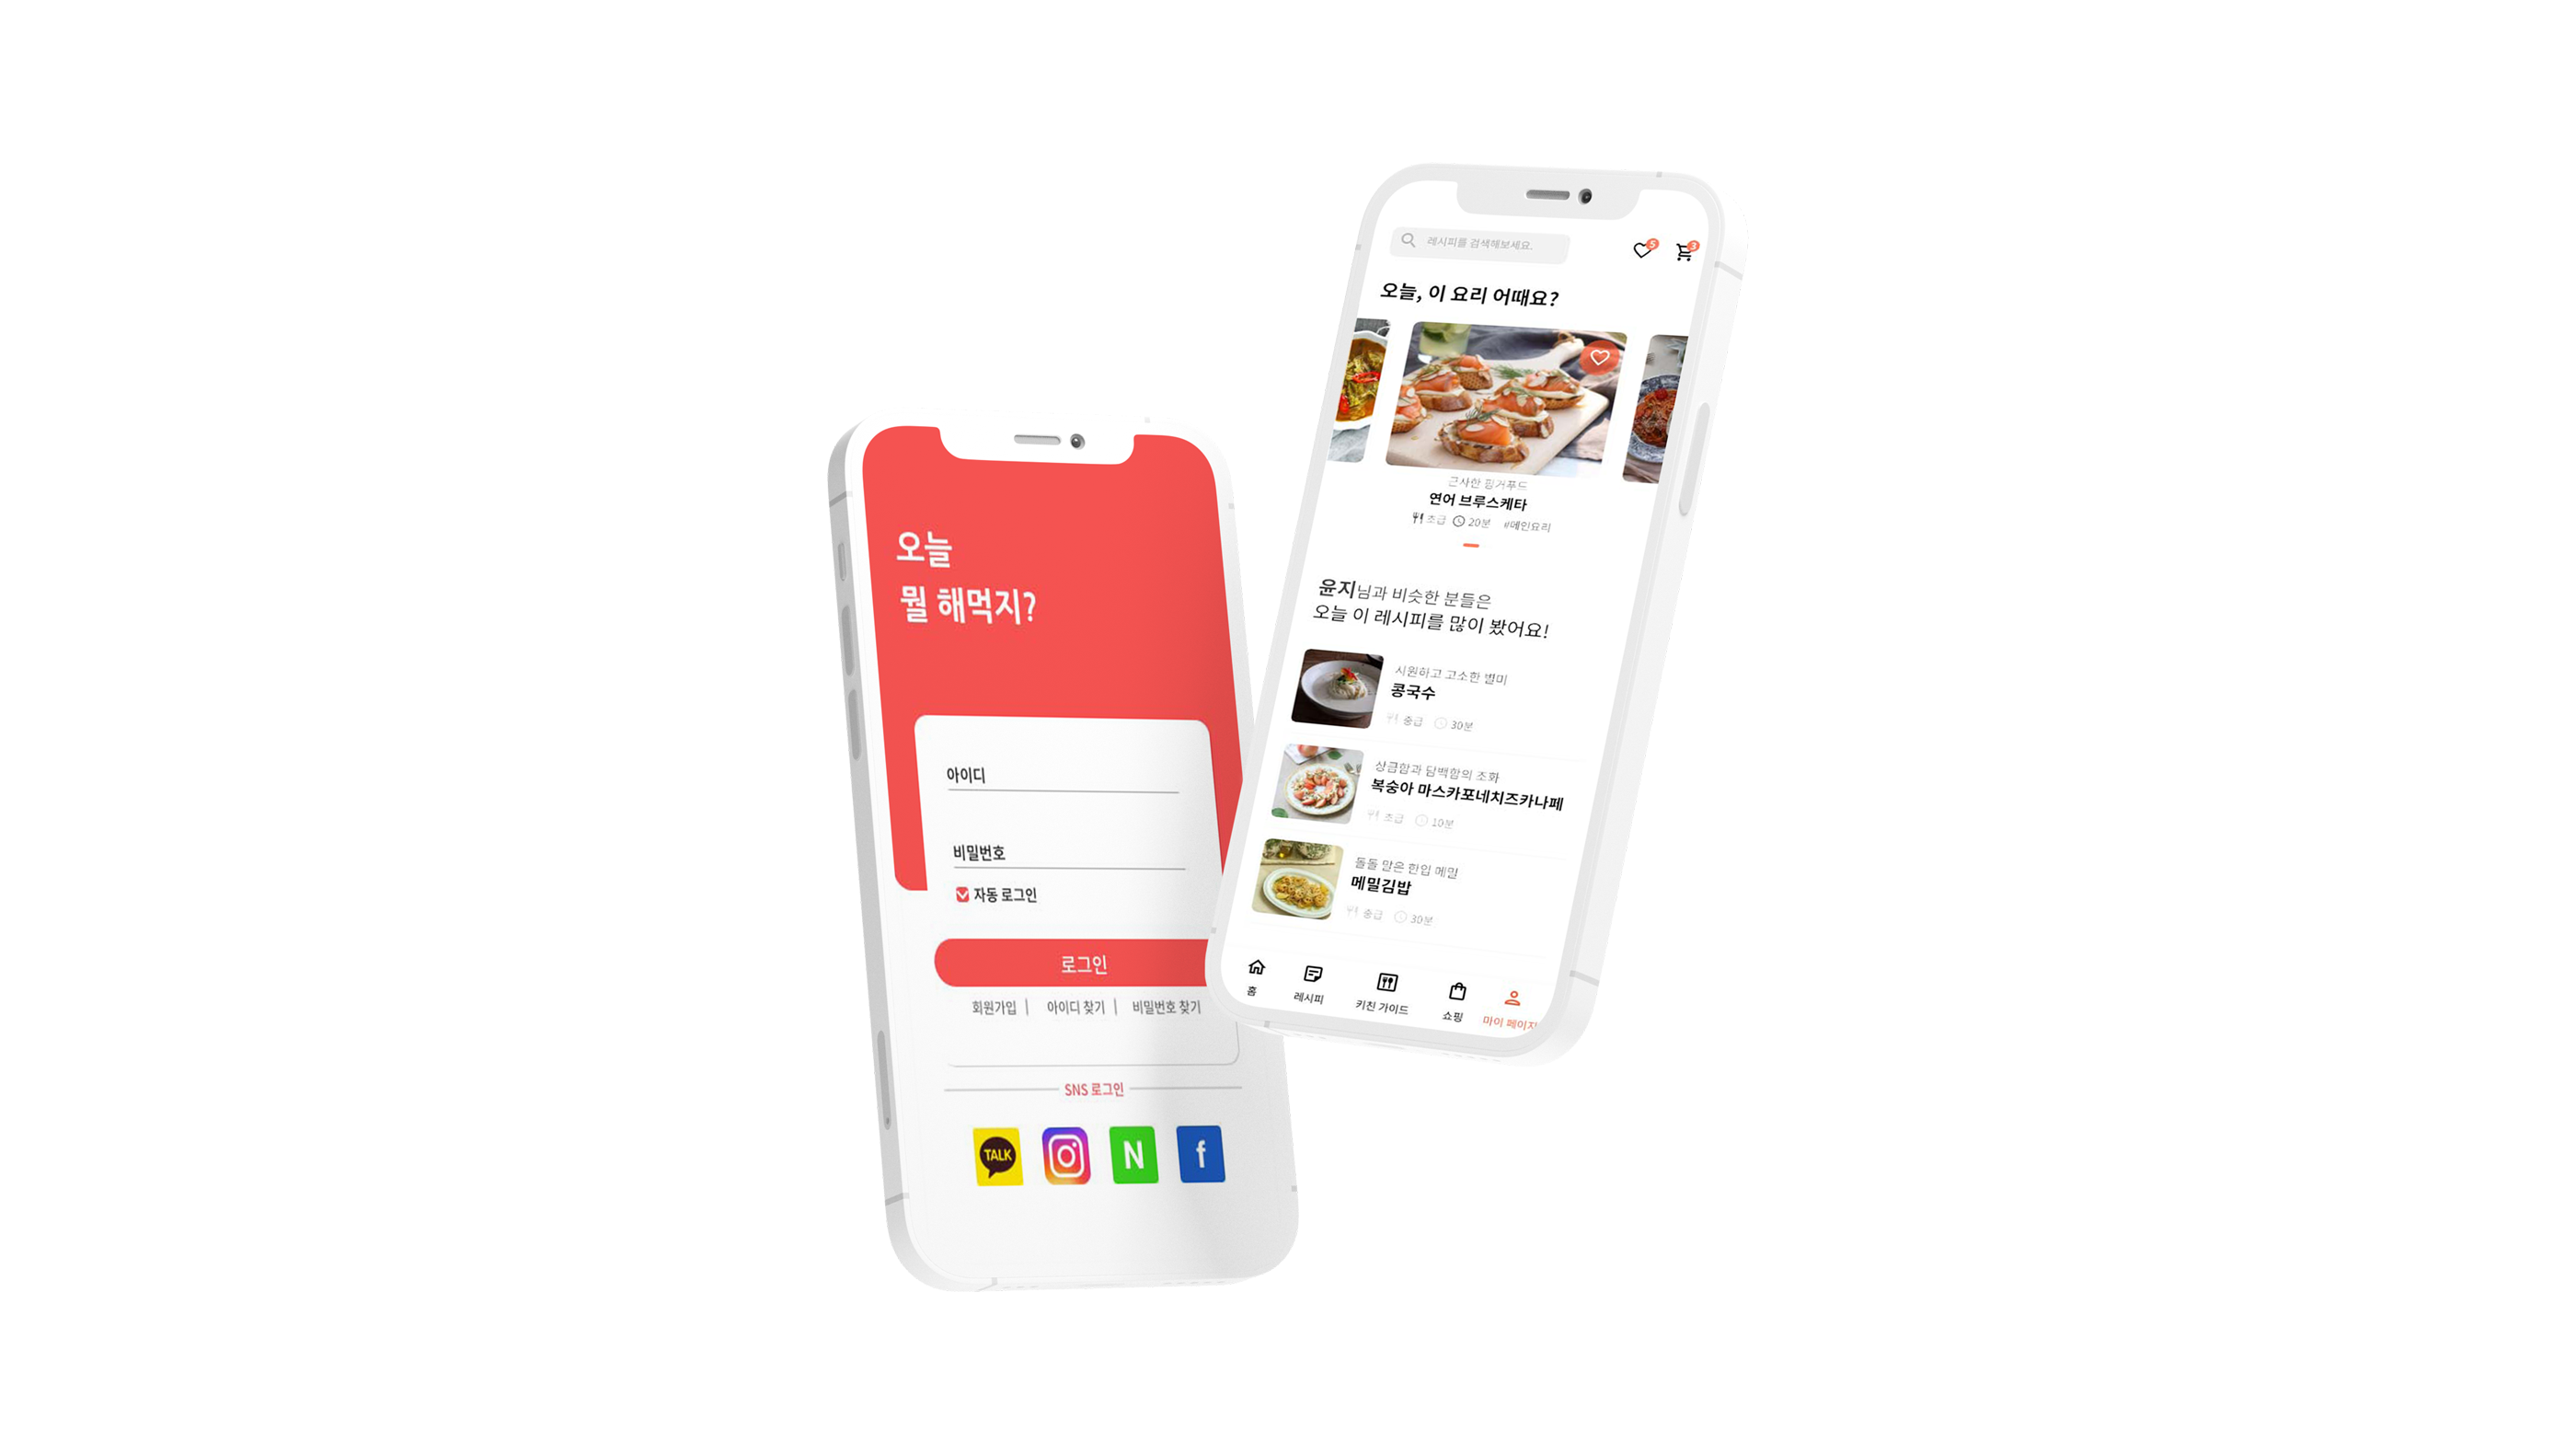 오늘
뭘 해먹지?
아이디
비밀번호
자동 로그인
로그인
회원가입 | 아이디 찾기 | 비밀번호 찾기
SNS 로그인
TALK
N
f
레시피를 검색해보세요.
5
3
오늘, 이 요리 어때요?
근사한 핑거푸드
연어 브루스케타
초급 20분 #메인요리
윤지님과 비슷한 분들은
오늘 이 레시피를 많이 봤어요!
시원하고 고소한 별미
콩국수
중급 30분
상큼함과 담백함의 조화
복숭아 마스카포네치즈카나페
초급 10분
돌돌 말은 한입 메밀
메밀김밥
중급 30분
홈 레시피 키친 가이드 쇼핑 마이 페이지